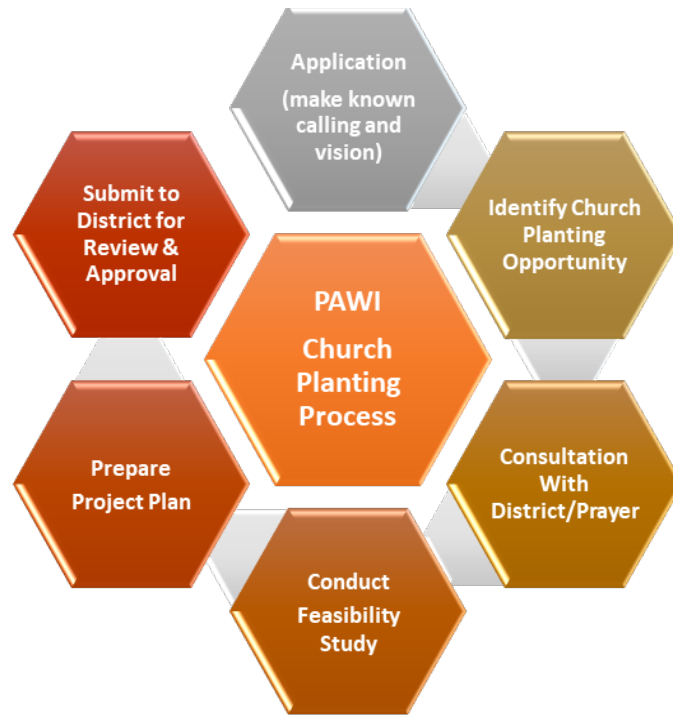 Application
(make known
calling and
vision)
Identify Church
Planting
Opportunity
Consultation
With
District/Prayer
Conduct
Feasibility
Study
Prepare
Project Plan
Submit to
District for
Review &
Approval
PAWI
Church
Planting
Process